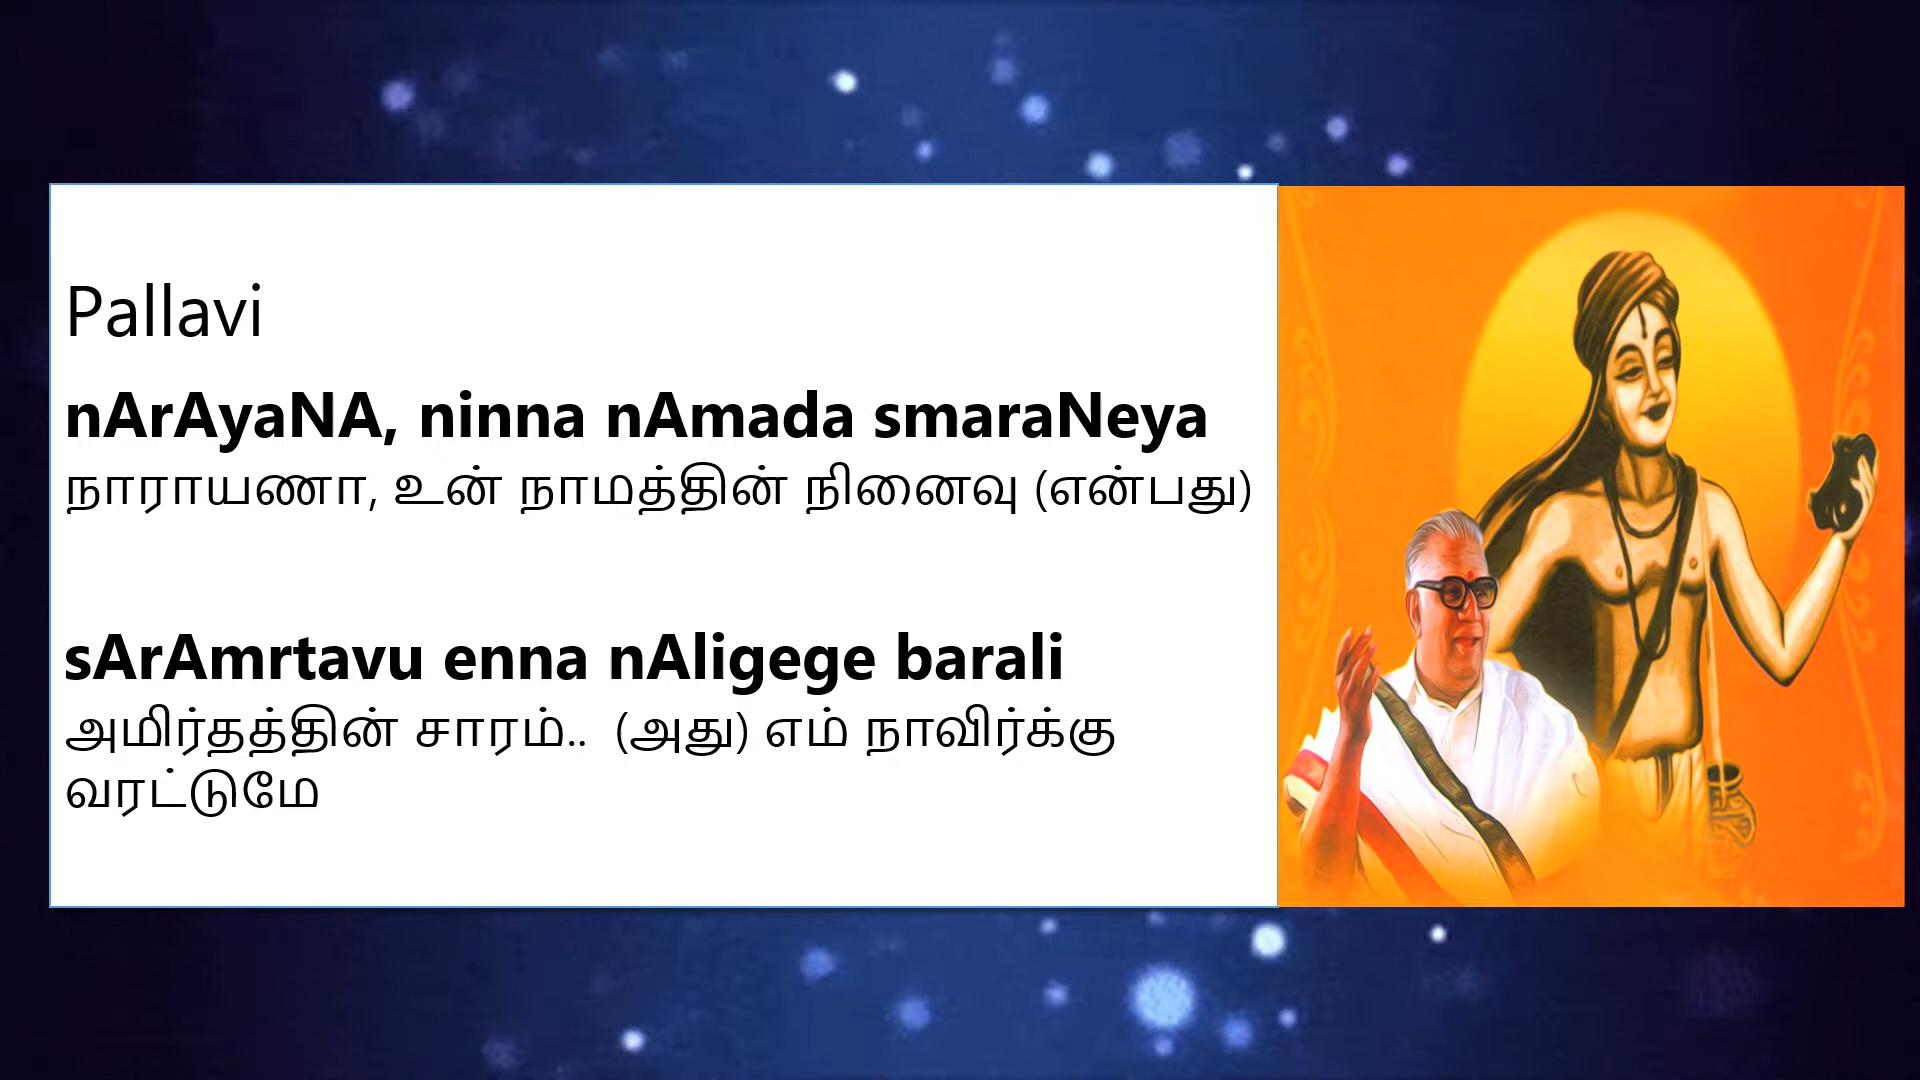 Pallavi
nArAyaNA, ninna nAmada smaraNeya
நாராயணா, உன் நாமத்தின் நினைவு (என்பது)
sArAmrtavu enna nAligege barali
அமிர்தத்தின் சாரம்.. (அது) எம் நாவிர்க்கு
வரட்டுமே